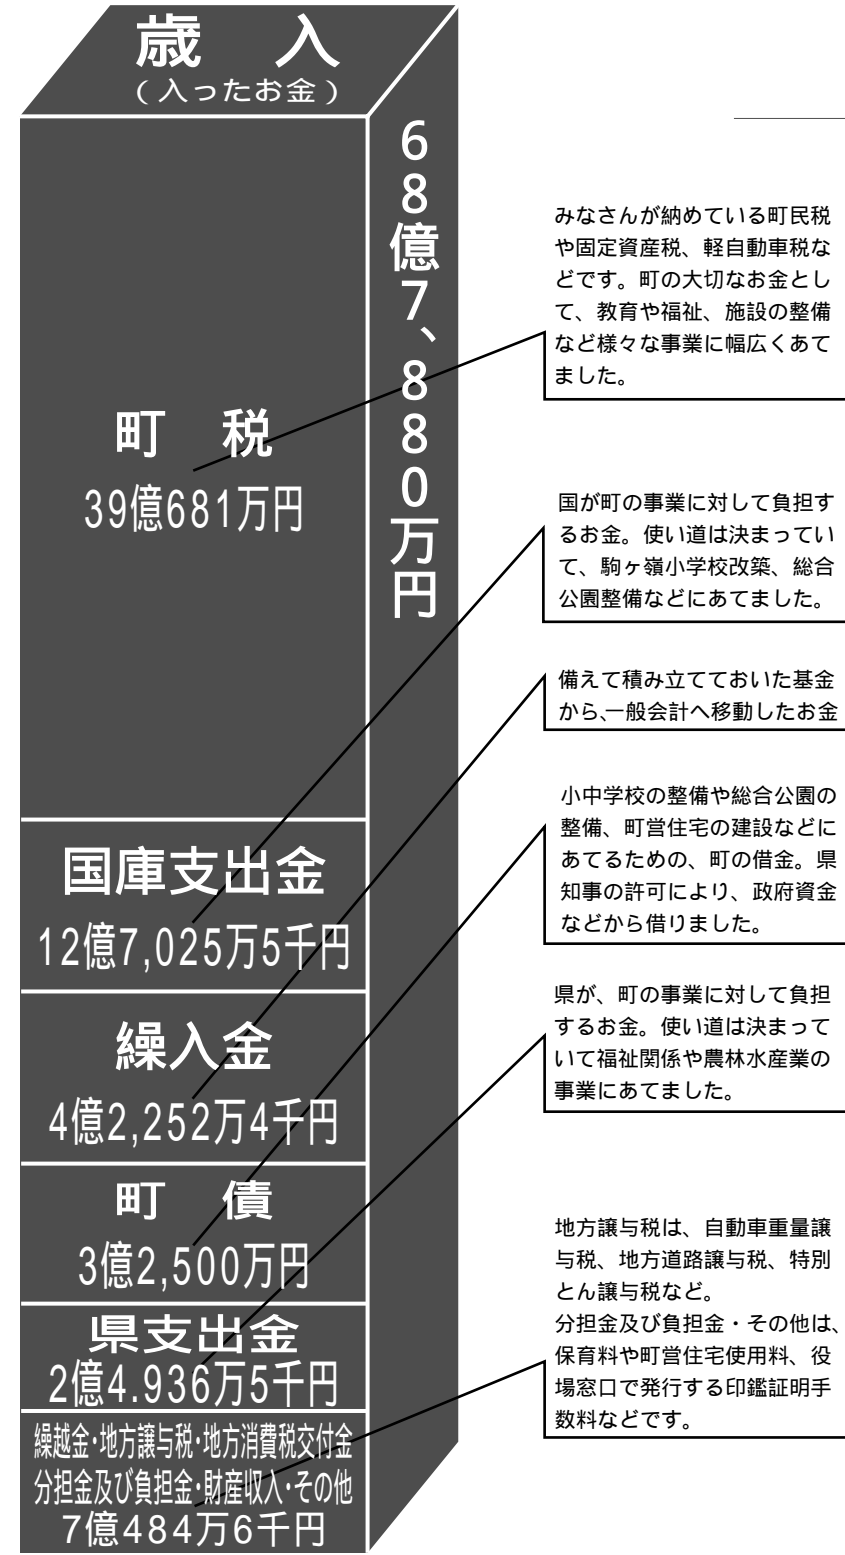 歳　入
（入ったお金）
68億7、880万円
町　税
39億681万円
国庫支出金
12億7,025万5千円
繰入金
4億2,252万4千円
町　債
3億2,500万円
県支出金
2億4.936万5千円
繰越金・地方譲与税・地方消費税交付金
分担金及び負担金・財産収入・その他
7億484万6千円
みなさんが納めている町民税
や固定資産税、軽自動車税な
どです。町の大切なお金とし
て、教育や福祉、施設の整備
など様々な事業に幅広くあて
ました。
国が町の事業に対して負担す
るお金。使い道は決まってい
て、駒ヶ嶺小学校改築、総合
公園整備などにあてました。
備えて積み立てておいた基金
から、一般会計へ移動したお金
小中学校の整備や総合公園の
整備、町営住宅の建設などに
あてるための、町の借金。県
知事の許可により、政府資金
などから借りました。
県が、町の事業に対して負担
するお金。使い道は決まって
いて福祉関係や農林水産業の
事業にあてました。
地方譲与税は、自動車重量譲
与税、地方道路譲与税、特別
とん譲与税など。
分担金及び負担金・その他は、
保育料や町営住宅使用料、役
場窓口で発行する印鑑証明手
数料などです。